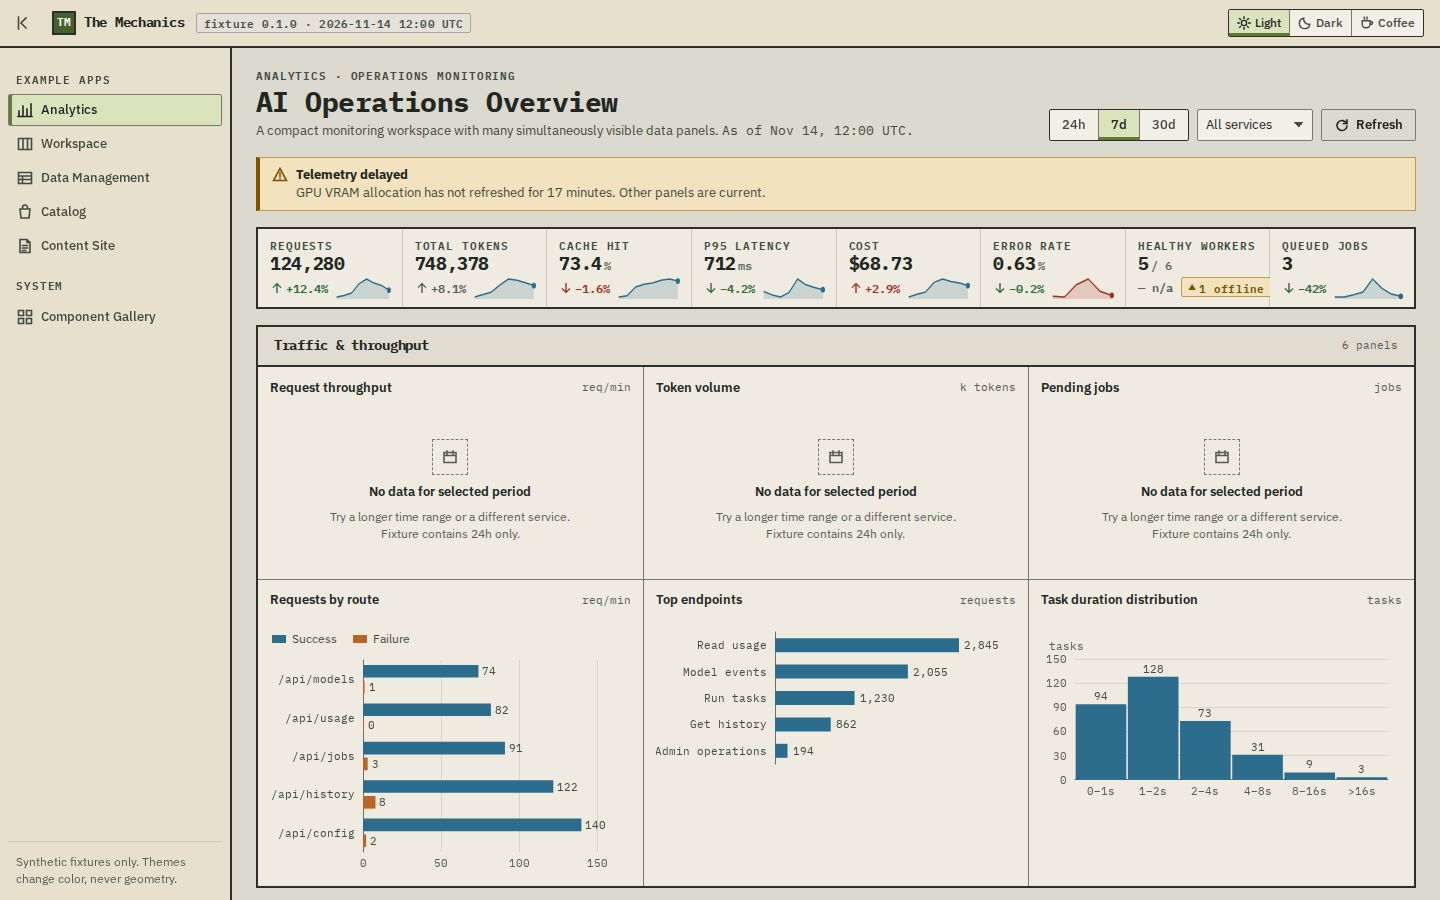 TM The Mechanics fixture 0.1.0 · 2026-11-14 12:00 UTC Light Dark Coffee
EXAMPLE APPS
Analytics
Workspace
Data Management
Catalog
Content Site
SYSTEM
Component Gallery
Synthetic fixtures only. Themes
change color, never geometry.
ANALYTICS · OPERATIONS MONITORING
AI Operations Overview
A compact monitoring workspace with many simultaneously visible data panels. As of Nov 14, 12:00 UTC.
24h 7d 30d All services Refresh
Telemetry delayed
GPU VRAM allocation has not refreshed for 17 minutes. Other panels are current.
REQUESTS
124,280
+12.4%
TOTAL TOKENS
748,378
+8.1%
CACHE HIT
73.4 %
−1.6%
P95 LATENCY
712 ms
−4.2%
COST
$68.73
+2.9%
ERROR RATE
0.63 %
−0.2%
HEALTHY WORKERS
5 / 6
— n/a 1 offline
QUEUED JOBS
3
−42%
Traffic & throughput 6 panels
Request throughput req/min
No data for selected period
Try a longer time range or a different service.
Fixture contains 24h only.
Token volume k tokens
No data for selected period
Try a longer time range or a different service.
Fixture contains 24h only.
Pending jobs jobs
No data for selected period
Try a longer time range or a different service.
Fixture contains 24h only.
Requests by route req/min
Success Failure
/api/models 74
1
/api/usage 82
0
/api/jobs 91
3
/api/history 122
8
/api/config 140
2
0 50 100 150
Top endpoints requests
Read usage 2,845
Model events 2,055
Run tasks 1,230
Get history 862
Admin operations 194
Task duration distribution tasks
tasks
150
120
90
60
30
0
94 128 73 31 9 3
0–1s 1–2s 2–4s 4–8s 8–16s >16s